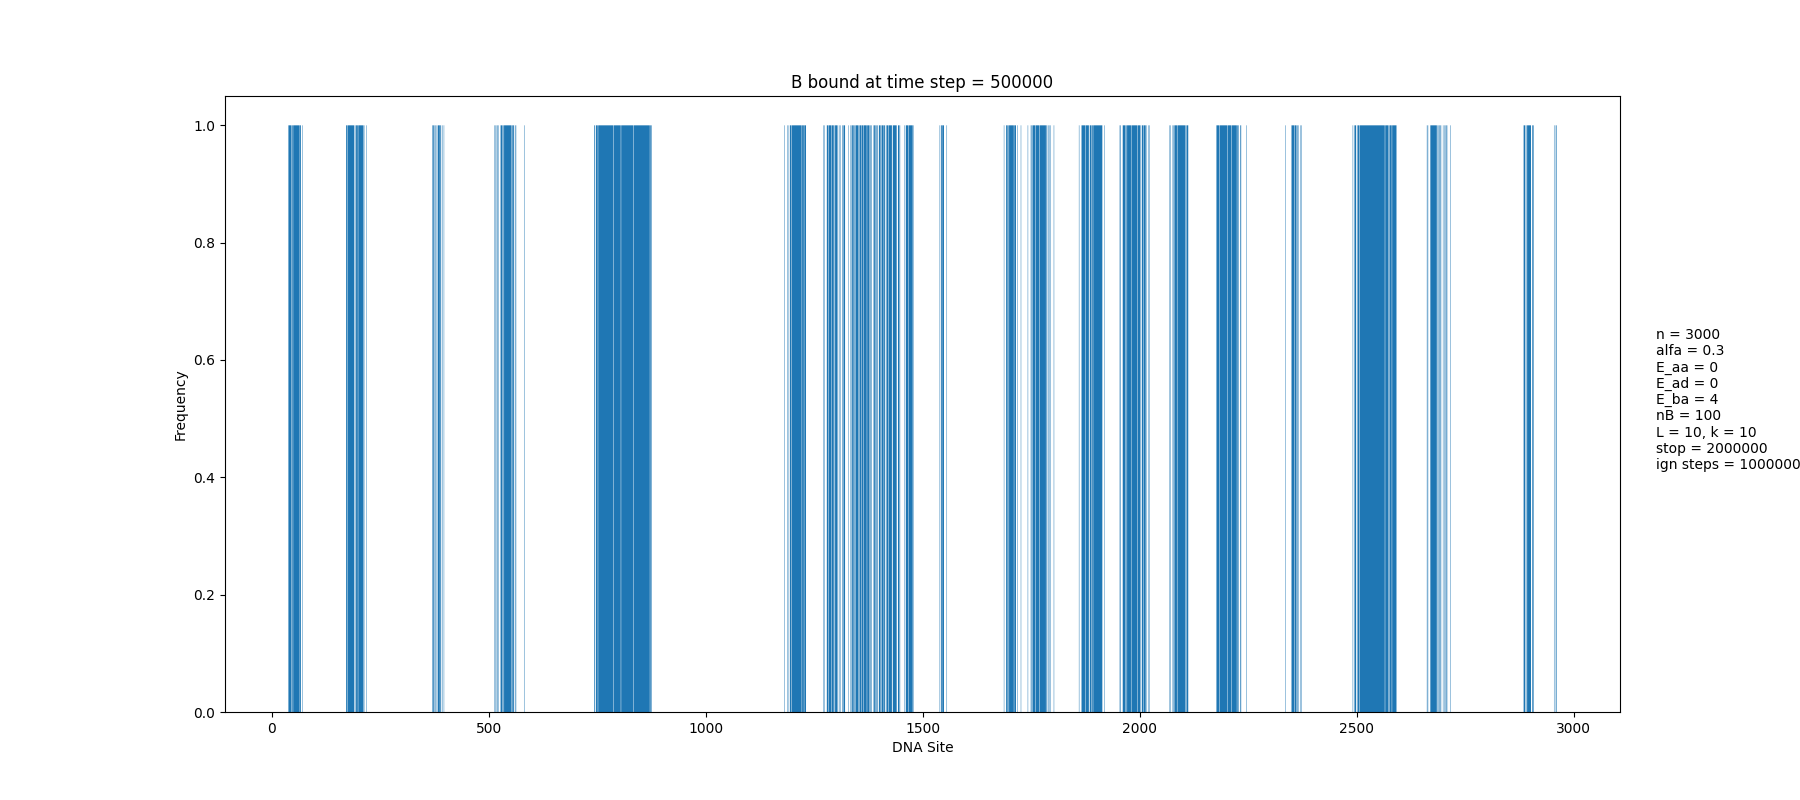 B bound at time step = 500000
1.0
0.8
0.6
0.4
0.2
0.0
Frequency
0 500 1000 1500 2000 2500 3000
DNA Site
n = 3000
alfa = 0.3
E_aa = 0
E_ad = 0
E_ba = 4
nB = 100
L = 10, k = 10
stop = 2000000
ign steps = 1000000